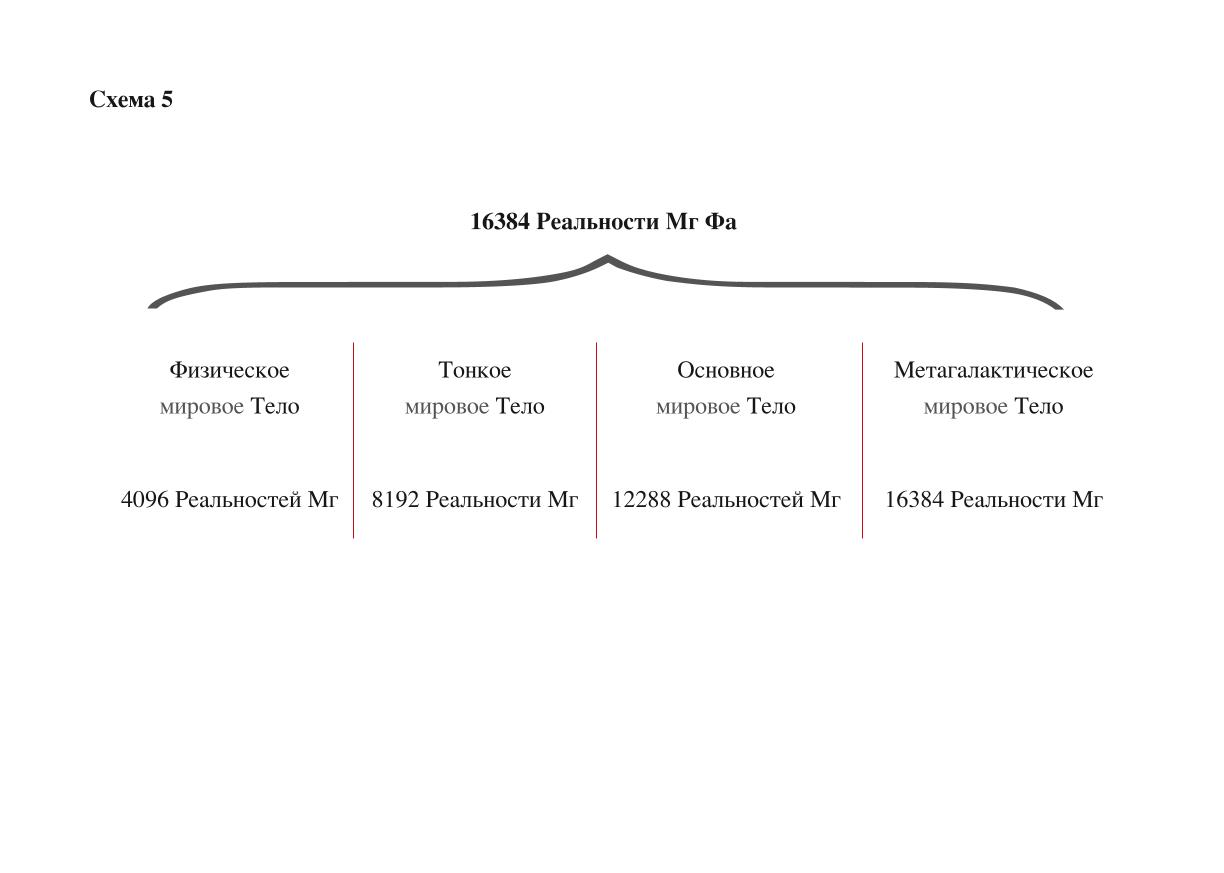 Схема 5
16384 Реальности Мг Фа
Физическое
мировое Тело
4096 Реальностей Мг
Тонкое
мировое Тело
8192 Реальности Мг
Основное
мировое Тело
12288 Реальностей Мг
Метагалактическое
мировое Тело
16384 Реальности Мг